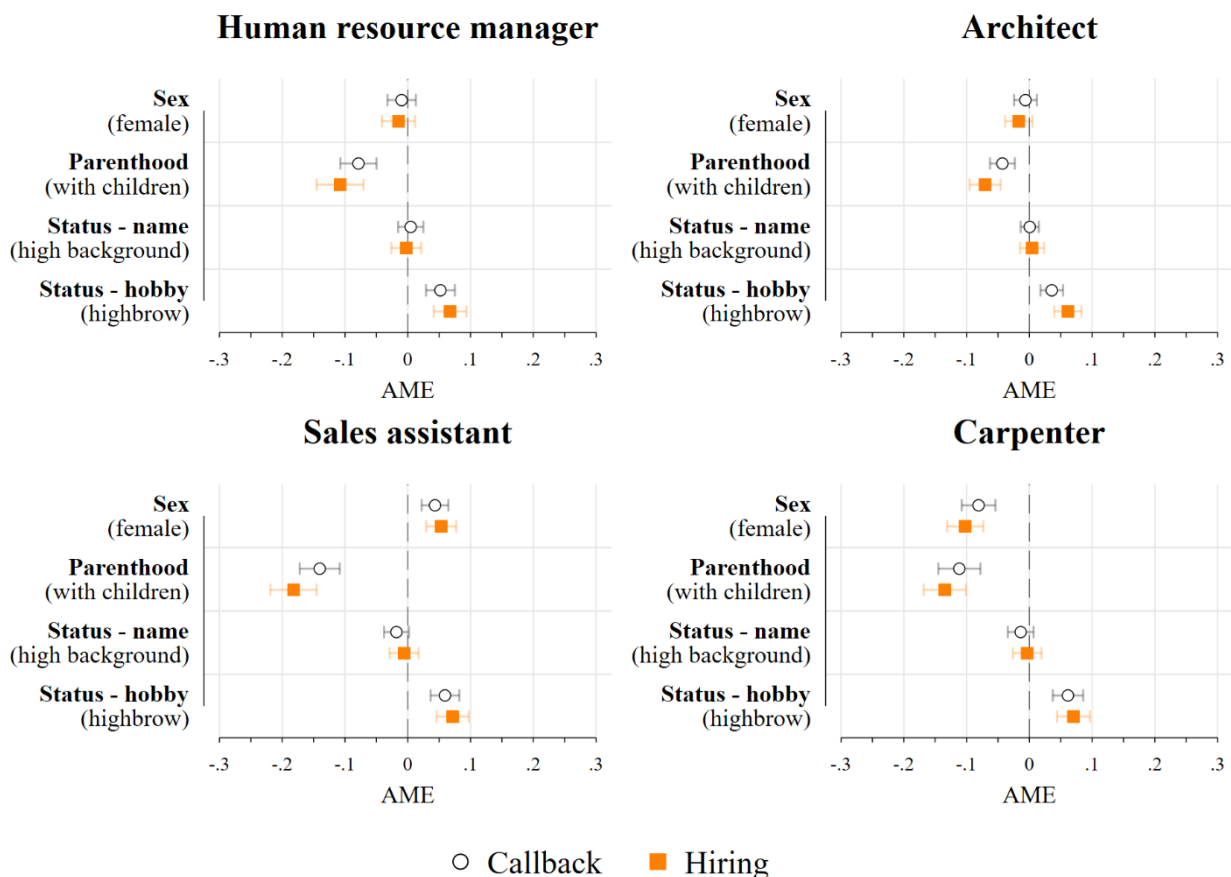 Human resource manager
Sex
(female)
Parenthood
(with children)
Status - name
(high background)
Status - hobby
(highbrow)
-.3 -.2 -.1 0 .1 .2 .3
AME
Architect
Sex
(female)
Parenthood
(with children)
Status - name
(high background)
Status - hobby
(highbrow)
-.3 -.2 -.1 0 .1 .2 .3
AME
Sales assistant
Sex
(female)
Parenthood
(with children)
Status - name
(high background)
Status - hobby
(highbrow)
-.3 -.2 -.1 0 .1 .2 .3
AME
Carpenter
Sex
(female)
Parenthood
(with children)
Status - name
(high background)
Status - hobby
(highbrow)
-.3 -.2 -.1 0 .1 .2 .3
AME
Callback Hiring